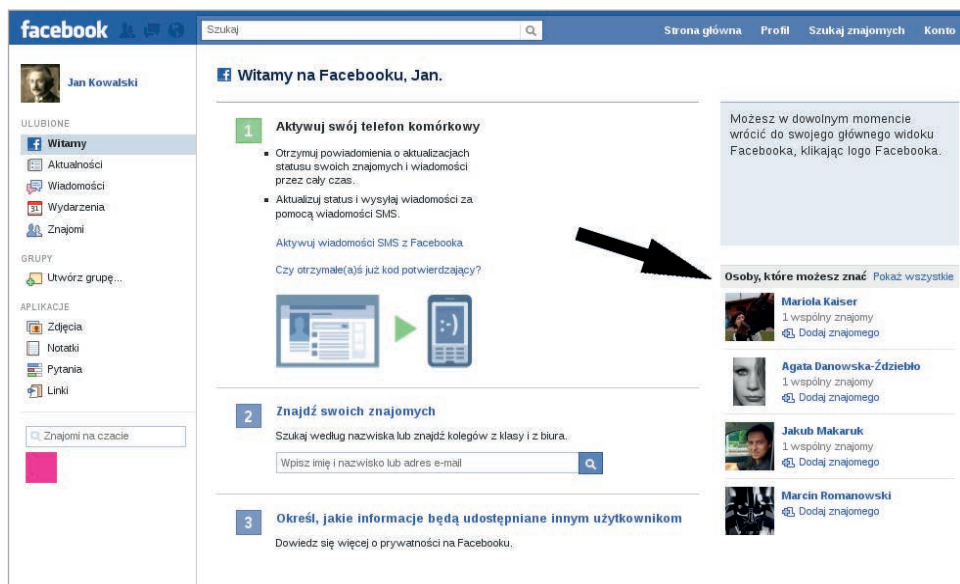 facebook
Szukaj
Strona główna Profil Szukaj znajomych Konto
Jan Kowalski
ULUBIONE
Witamy
Aktualności
Wiadomości
31 Wydarzenia
Znajomi
GRUPY
Utwórz grupę...
APLIKACJE
Zdjęcia
Notatki
Pytania
Linki
Znajomi na czacie
Witamy na Facebooku, Jan.
1 Aktywuj swój telefon komórkowy
Otrzymuj powiadomienia o aktualizacjach
statusu swoich znajomych i wiadomości
przez cały czas.
Aktualizuj status i wysyłaj wiadomości za
pomocą wiadomości SMS.
Aktywuj wiadomości SMS z Facebooka
Czy otrzymałe(a)ś już kod potwierdzający?
:-)
2 Znajdź swoich znajomych
Szukaj według nazwiska lub znajdź kolegów z klasy i z biura.
Wpisz imię i nazwisko lub adres e-mail
3 Określ, jakie informacje będą udostępniane innym użytkownikom
Dowiedz się więcej o prywatności na Facebooku.
Możesz w dowolnym momencie
wrócić do swojego głównego widoku
Facebooka, klikając logo Facebooka.
Osoby, które możesz znać Pokaż wszystkie
Mariola Kaiser
1 wspólny znajomy
Dodaj znajomego
Agata Danowska-Ździebło
1 wspólny znajomy
Dodaj znajomego
Jakub Makaruk
1 wspólny znajomy
Dodaj znajomego
Marcin Romanowski
Dodaj znajomego